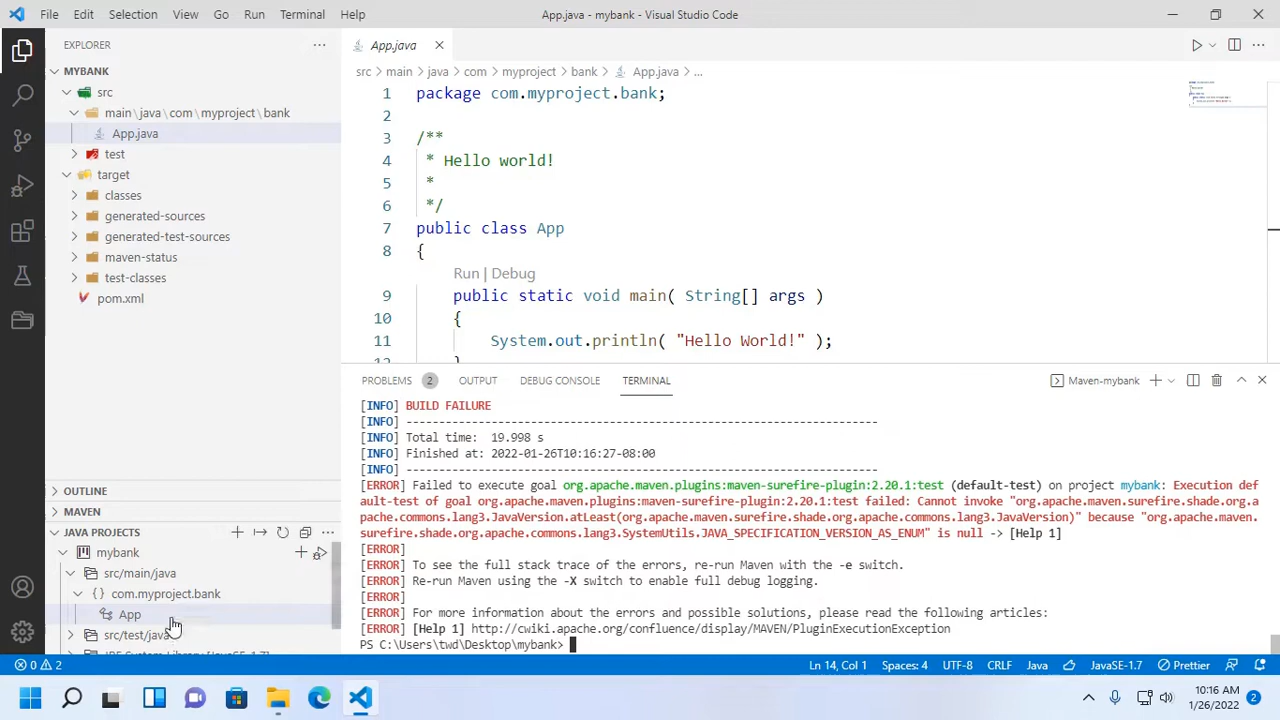 File Edit Selection View Go Run Terminal Help App.java - mybank - Visual Studio Code
EXPLORER
App.java
MYBANK
src > main > java > com > myproject > bank > App.java > ...
src
main\java\com\myproject\bank
App.java
test
target
classes
generated-sources
generated-test-sources
maven-status
test-classes
pom.xml
1 package com.myproject.bank;
2
3 /**
4 * Hello world!
5 *
6 */
7 public class App
8 {
Run | Debug
9 public static void main( String[] args )
10 {
11 System.out.println( "Hello World!" );
12 }
PROBLEMS 2 OUTPUT DEBUG CONSOLE TERMINAL Maven-mybank
[INFO] BUILD FAILURE
[INFO] ------------------------------------------------------------------------
[INFO] Total time:  19.998 s
[INFO] Finished at: 2022-01-26T10:16:27-08:00
[INFO] ------------------------------------------------------------------------
[ERROR] Failed to execute goal org.apache.maven.plugins:maven-surefire-plugin:2.20.1:test (default-test) on project mybank: Execution def
ault-test of goal org.apache.maven.plugins:maven-surefire-plugin:2.20.1:test failed: Cannot invoke "org.apache.maven.surefire.shade.org.a
pache.commons.lang3.JavaVersion.atLeast(org.apache.maven.surefire.shade.org.apache.commons.lang3.JavaVersion)" because "org.apache.maven.
surefire.shade.org.apache.commons.lang3.SystemUtils.JAVA_SPECIFICATION_VERSION_AS_ENUM" is null -> [Help 1]
[ERROR]
[ERROR] To see the full stack trace of the errors, re-run Maven with the -e switch.
[ERROR] Re-run Maven using the -X switch to enable full debug logging.
[ERROR]
[ERROR] For more information about the errors and possible solutions, please read the following articles:
[ERROR] [Help 1] http://cwiki.apache.org/confluence/display/MAVEN/PluginExecutionException
PS C:\Users\twd\Desktop\mybank>
OUTLINE
MAVEN
JAVA PROJECTS
mybank
src/main/java
{} com.myproject.bank
App
src/test/java
JRE System Library [JavaSE-1.7]
0 2 Ln 14, Col 1 Spaces: 4 UTF-8 CRLF Java JavaSE-1.7 Prettier
10:16 AM
1/26/2022 2